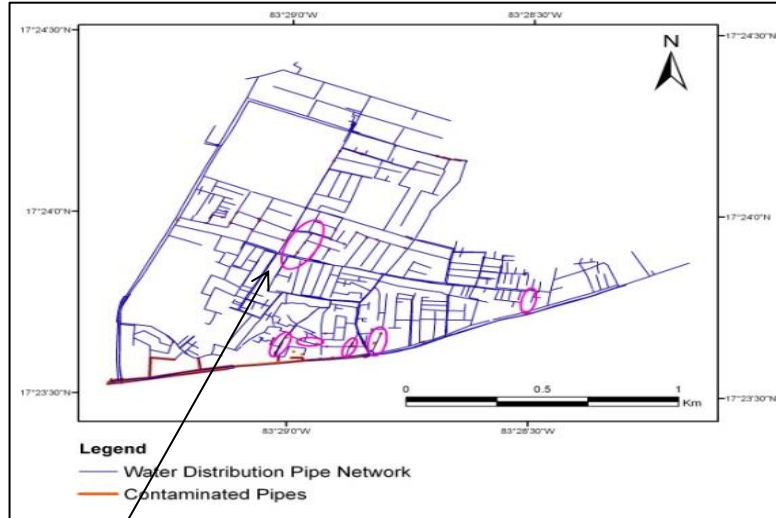 83°29'0"W 83°28'30"W
17°24'30"N 17°24'30"N
N
17°24'0"N 17°24'0"N
17°23'30"N 17°23'30"N
0 0.5 1
Km
83°29'0"W 83°28'30"W
Legend
Water Distribution Pipe Network
Contaminated Pipes